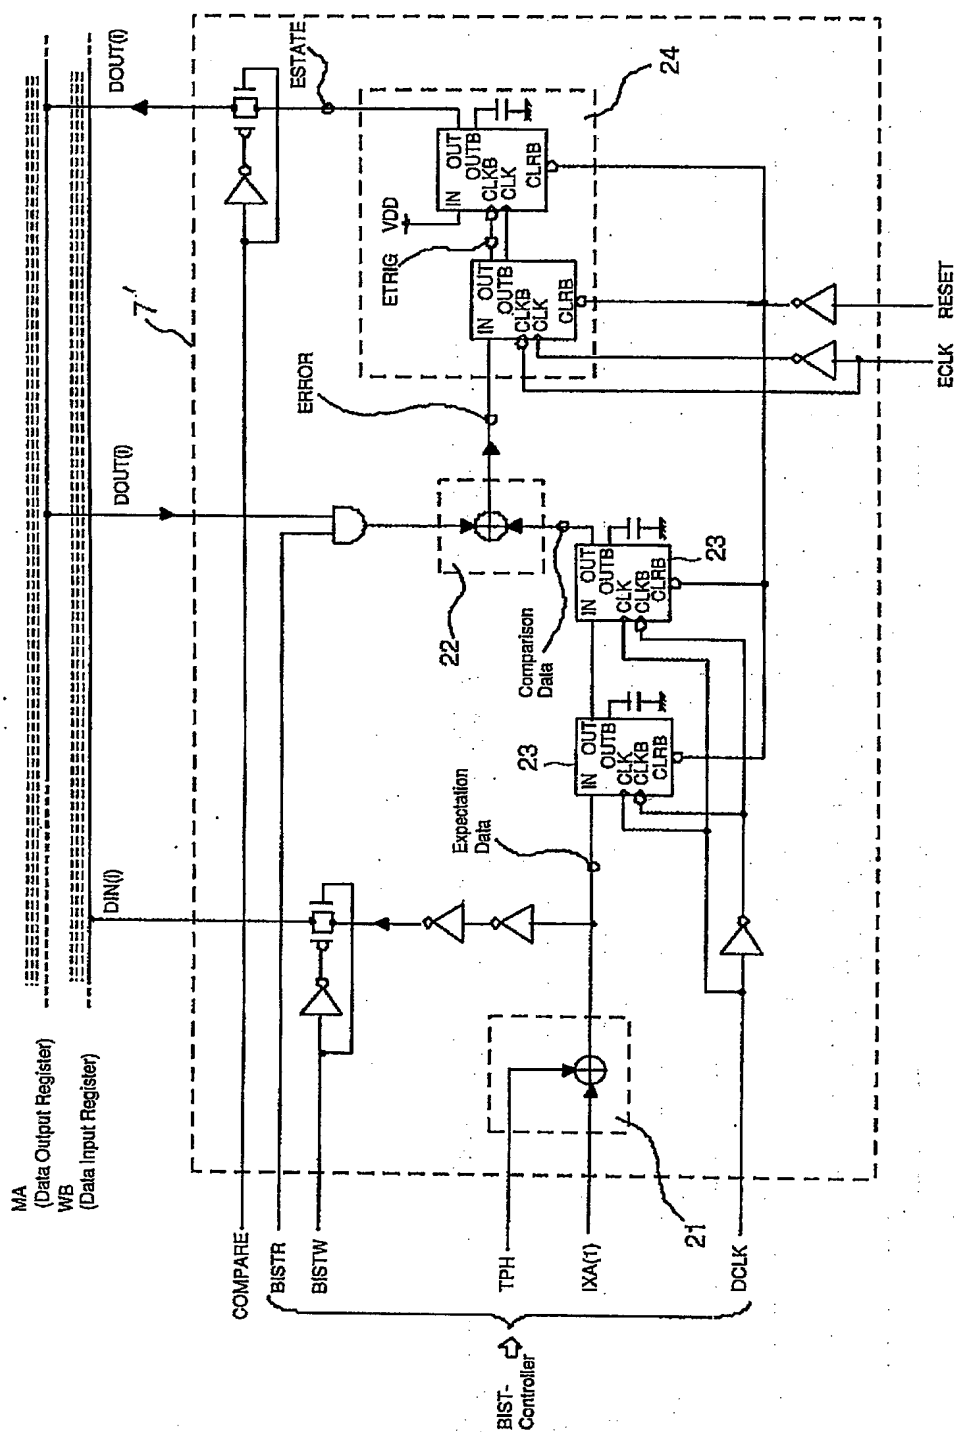 MA
(Data Output Register)
WB
(Data Input Register)
DIN(i)
DOUT(i)
DOUT(i)
7'
COMPARE
BISTR
BISTW
ESTATE
24
VDD
IN
OUT
OUTB
CLKB
CLK
CLRB
ETRIG
IN
OUT
OUTB
CLKB
CLK
CLRB
ERROR
22
Comparison
Data
IN
OUT
OUTB
CLK
CLKB
CLRB
23
IN
OUT
OUTB
CLK
CLKB
CLRB
23
Expectation
Data
BIST-
Controller
TPH
IXA(1)
21
DCLK
ECLK
RESET